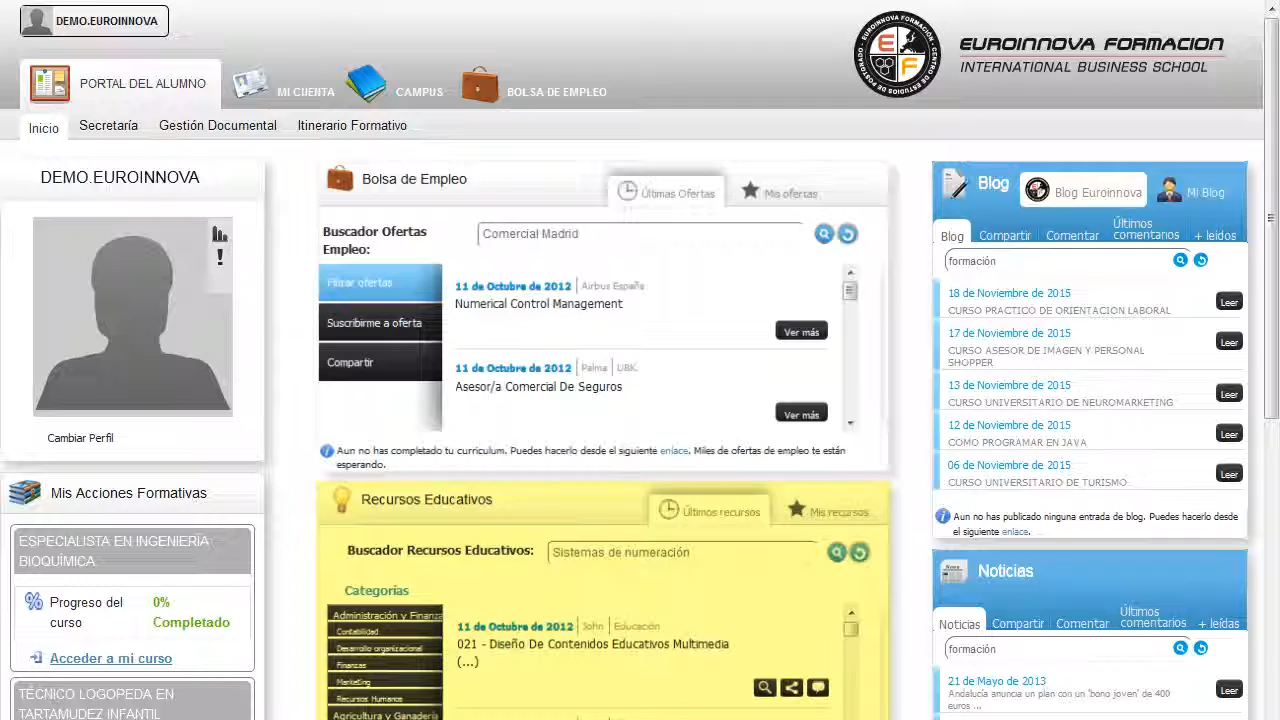 DEMO.EUROINNOVA
EUROINNOVA FORMACION
INTERNATIONAL BUSINESS SCHOOL
PORTAL DEL ALUMNO
MI CUENTA
CAMPUS
BOLSA DE EMPLEO
Inicio
Secretaría
Gestión Documental
Itinerario Formativo
DEMO EUROINNOVA
Cambiar Perfil
Mis Acciones Formativas
ESPECIALISTA EN INGENIERÍA
BIOQUÍMICA
Progreso del 0%
curso Completado
Acceder a mi curso
TÉCNICO LOGOPEDA EN
TARTAMUDEZ INFANTIL
Bolsa de Empleo
Últimas Ofertas
Mis ofertas
Buscador Ofertas
Empleo:
Comercial Madrid
Filtrar ofertas
Suscribirme a oferta
Compartir
11 de Octubre de 2012 Airbus España
Numerical Control Management
Ver más
11 de Octubre de 2012 Palma UBK.
Asesor/a Comercial De Seguros
Ver más
Aun no has completado tu curriculum. Puedes hacerlo desde el siguiente enlace. Miles de ofertas de empleo te están
esperando.
Recursos Educativos
Últimos recursos
Mis recursos
Buscador Recursos Educativos:
Sistemas de numeración
Categorías
Administración y Finanza
Contabilidad
Desarrollo organizacional
Finanzas
Marketing
Recursos Humanos
Agricultura y Ganadería
11 de Octubre de 2012 John Educación
021 - Diseño De Contenidos Educativos Multimedia
(...)
Blog
Blog Euroinnova
Mi Blog
Blog
Compartir
Comentar
Últimos
comentarios
+ leídos
formación
18 de Noviembre de 2015
CURSO PRACTICO DE ORIENTACION LABORAL
Leer
17 de Noviembre de 2015
CURSO ASESOR DE IMAGEN Y PERSONAL
SHOPPER
Leer
13 de Noviembre de 2015
CURSO UNIVERSITARIO DE NEUROMARKETING
Leer
12 de Noviembre de 2015
COMO PROGRAMAR EN JAVA
Leer
06 de Noviembre de 2015
CURSO UNIVERSITARIO DE TURISMO
Leer
Aun no has publicado ninguna entrada de blog. Puedes hacerlo desde
el siguiente enlace.
Noticias
Noticias
Compartir
Comentar
Últimos
comentarios
+ leídas
formación
21 de Mayo de 2013
Andalucía anuncia un plan con un 'bono joven' de 400
euros ...
Leer